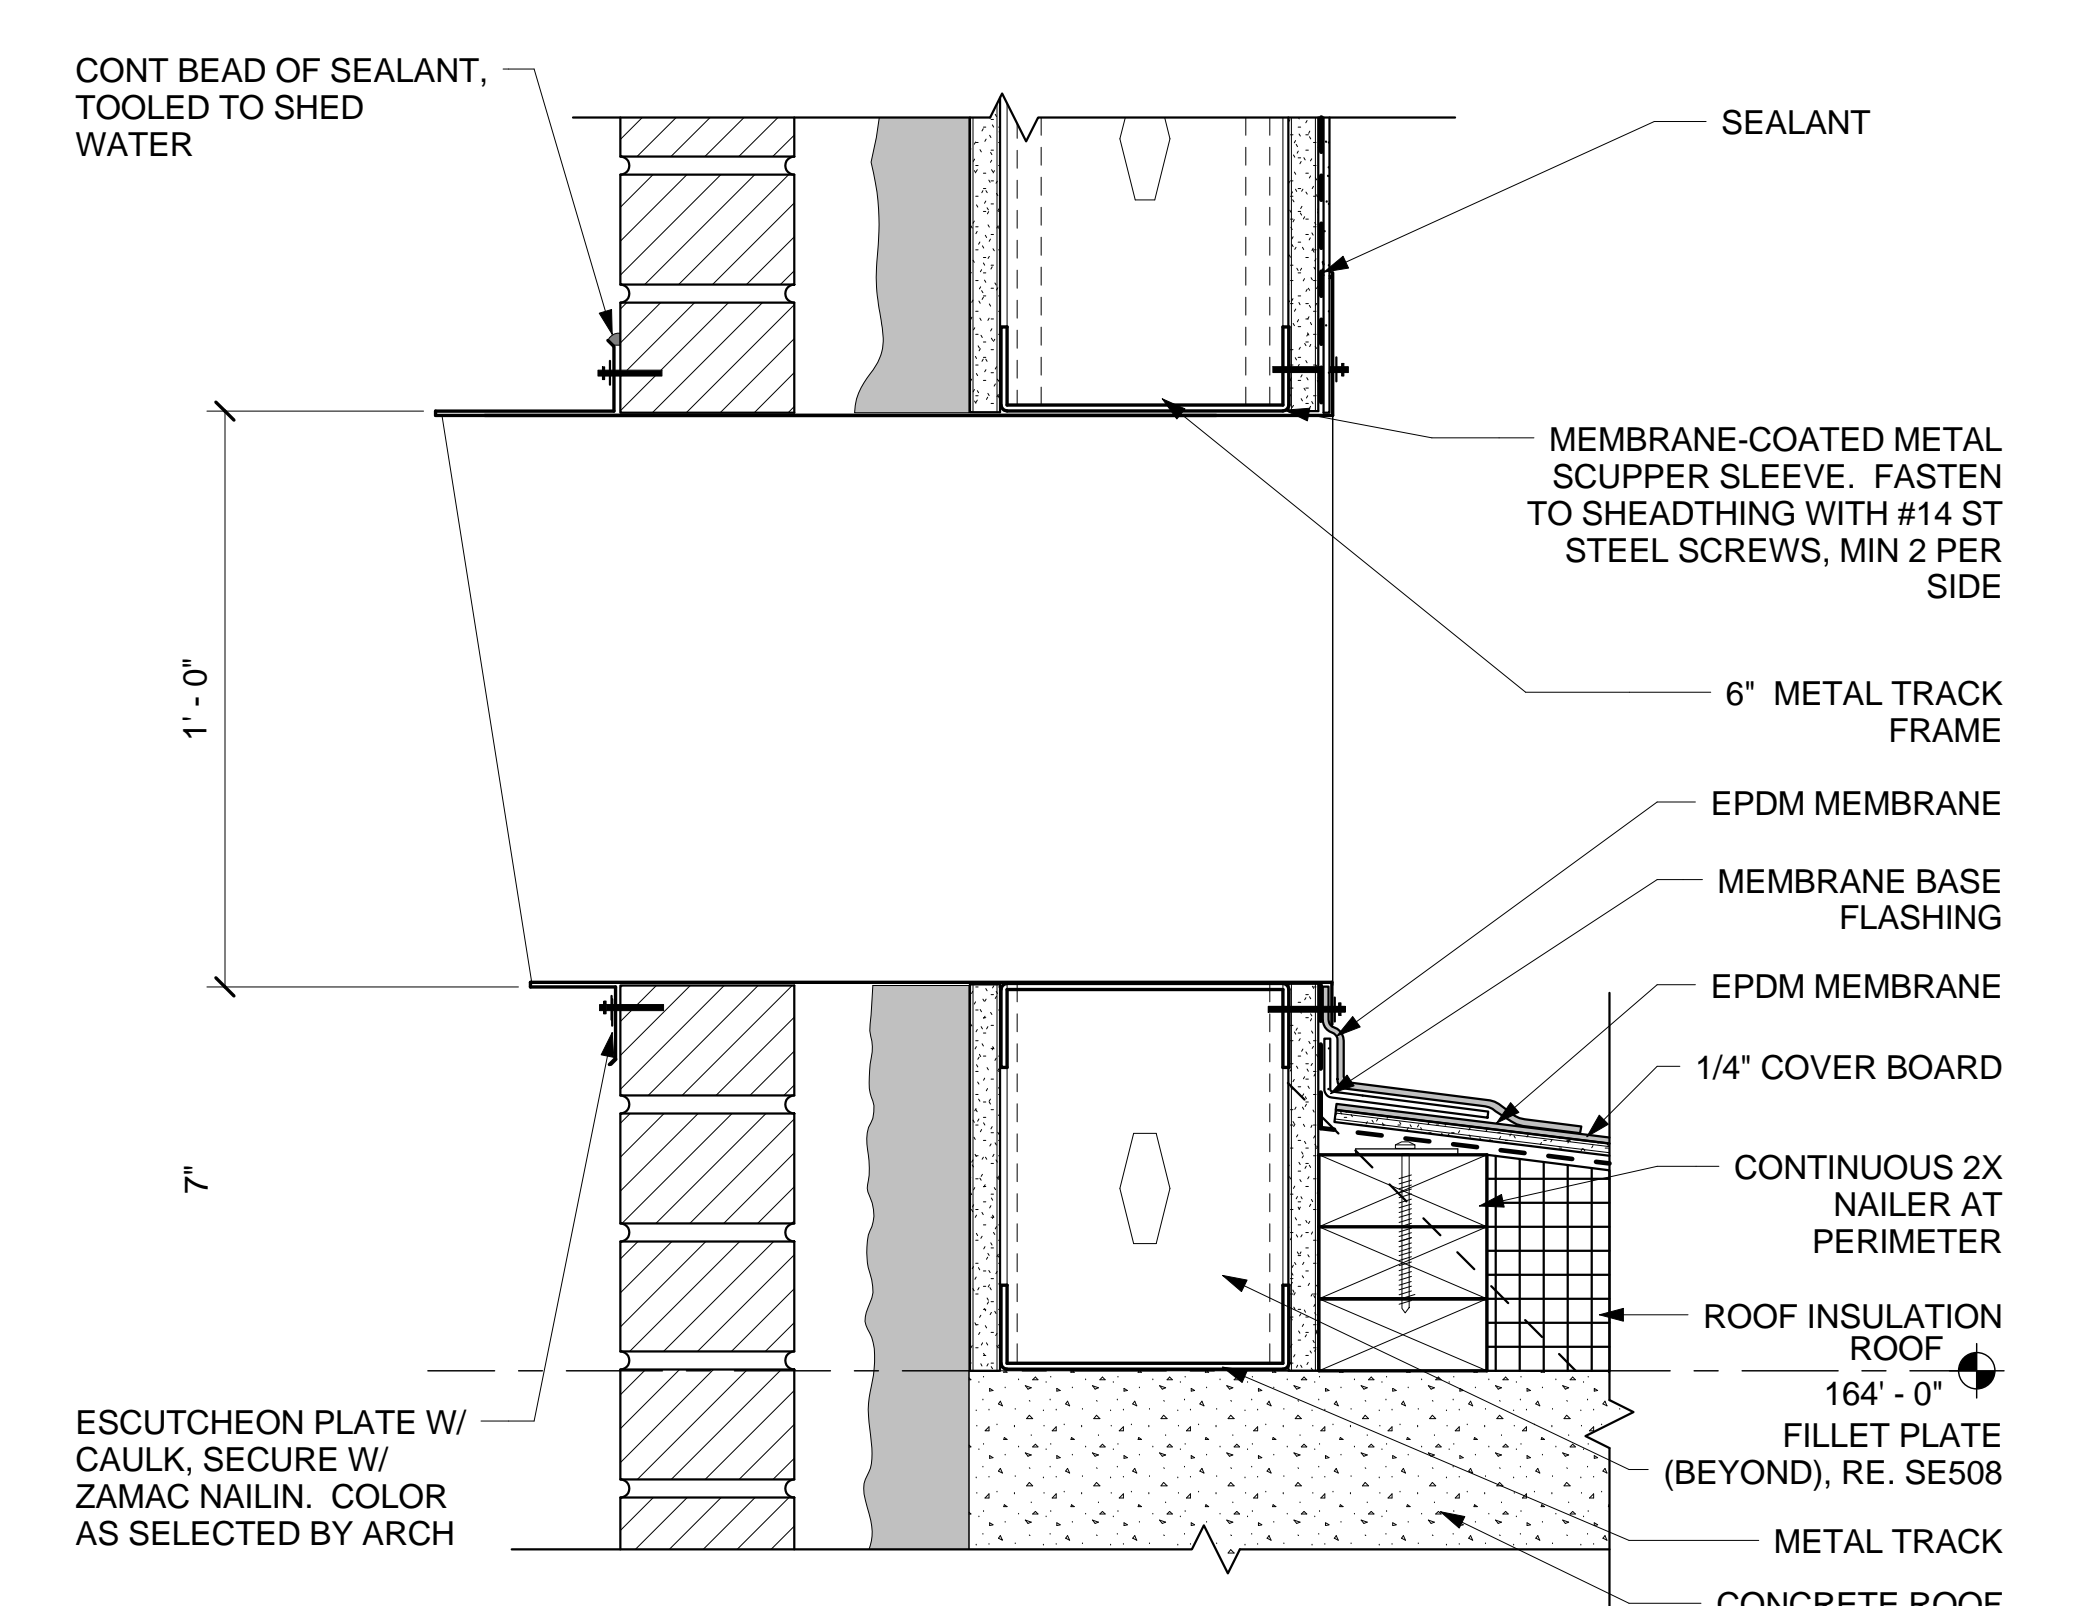 CONT BEAD OF SEALANT,
TOOLED TO SHED
WATER
SEALANT
MEMBRANE-COATED METAL
SCUPPER SLEEVE.  FASTEN
TO SHEADTHING WITH #14 ST
STEEL SCREWS, MIN 2 PER
SIDE
1' - 0"
6"  METAL TRACK
FRAME
EPDM MEMBRANE
MEMBRANE BASE
FLASHING
EPDM MEMBRANE
1/4" COVER BOARD
7"
CONTINUOUS 2X
NAILER AT
PERIMETER
ROOF INSULATION
ROOF
164' - 0"
ESCUTCHEON PLATE W/
CAULK, SECURE W/
ZAMAC NAILIN.  COLOR
AS SELECTED BY ARCH
FILLET PLATE
(BEYOND), RE. SE508
METAL TRACK
CONCRETE ROOF